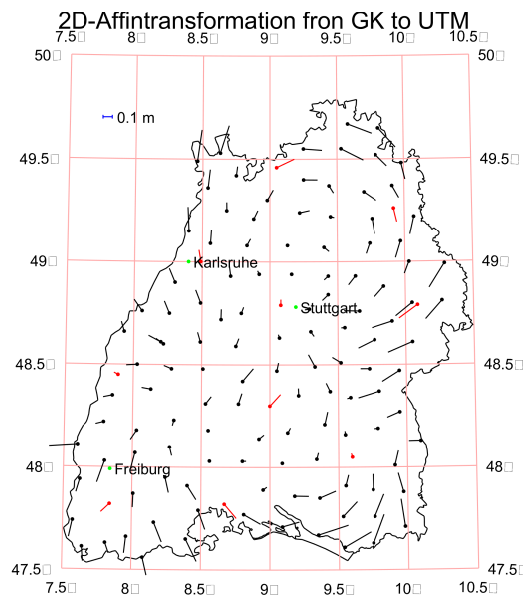 2D-Affintransformation fron GK to UTM
7.5□ 8□ 8.5□ 9□ 9.5□ 10□ 10.5□
50□ 50□
0.1 m
49.5□ 49.5□
49□ Karlsruhe 49□
Stuttgart
48.5□ 48.5□
48□ Freiburg 48□
47.5□ 47.5□
7.5□ 8□ 8.5□ 9□ 9.5□ 10□ 10.5□